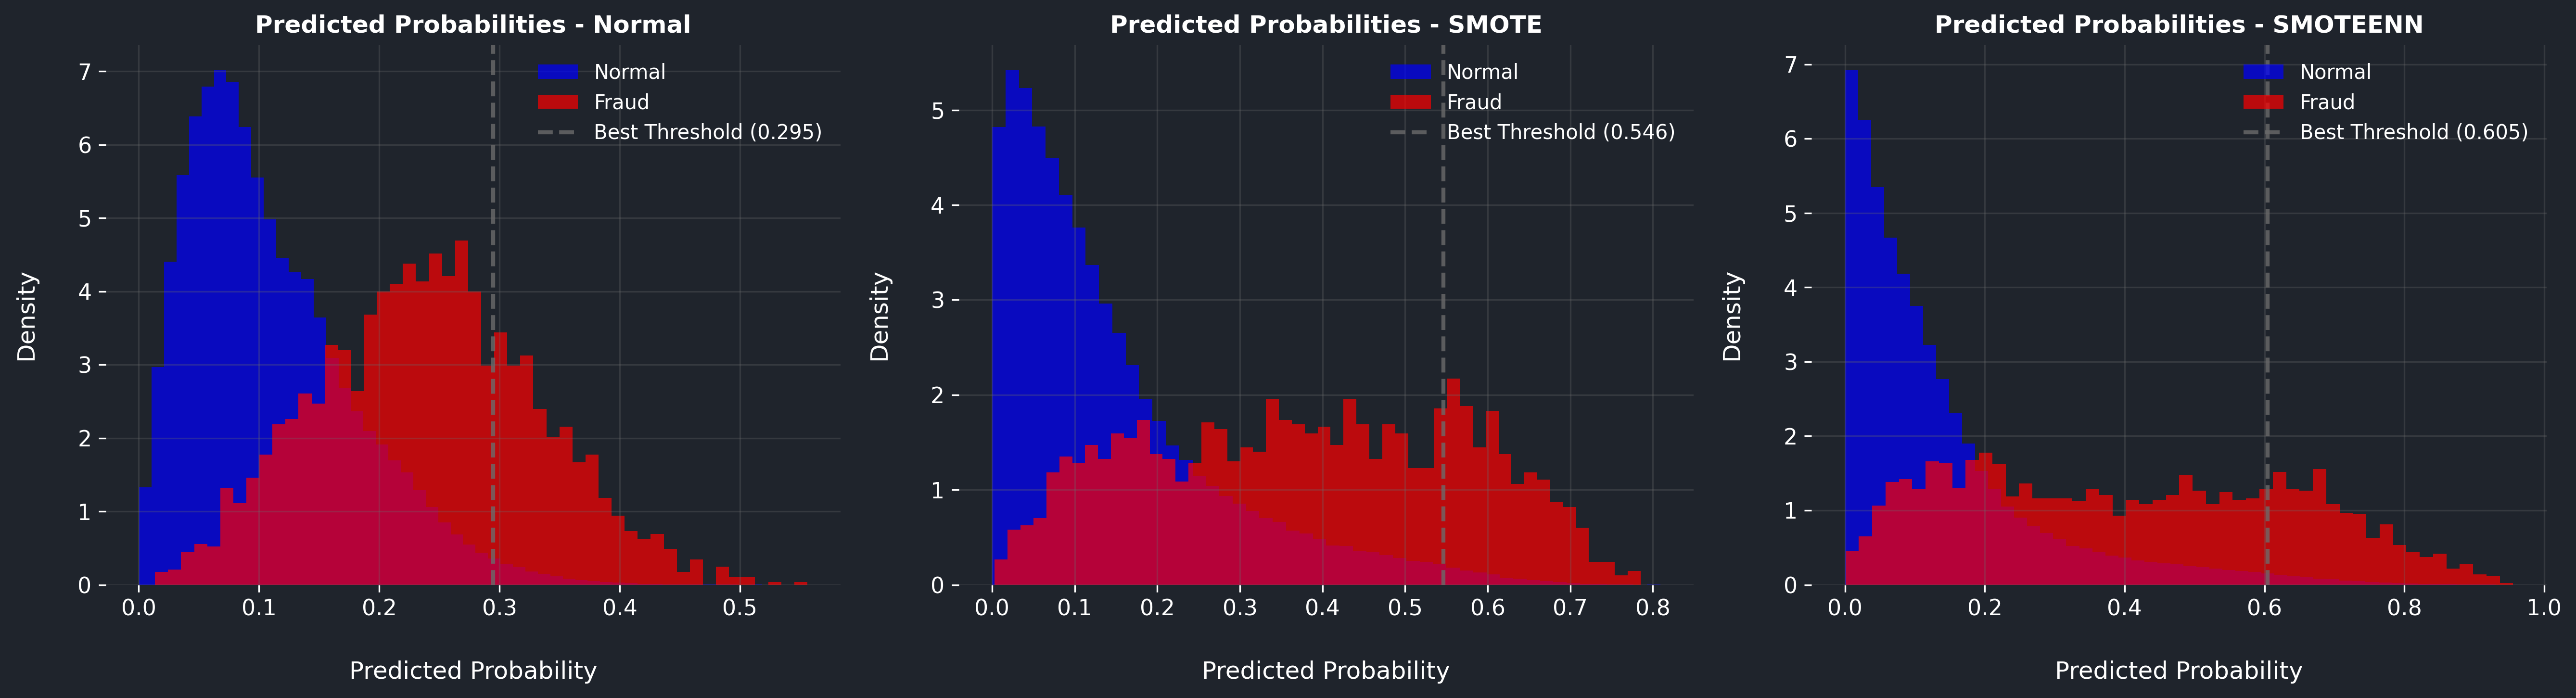 Predicted Probabilities - Normal
Density
7
6
5
4
3
2
1
0
0.0 0.1 0.2 0.3 0.4 0.5
Predicted Probability
Normal
Fraud
Best Threshold (0.295)
Predicted Probabilities - SMOTE
Density
5
4
3
2
1
0
0.0 0.1 0.2 0.3 0.4 0.5 0.6 0.7 0.8
Predicted Probability
Normal
Fraud
Best Threshold (0.546)
Predicted Probabilities - SMOTEENN
Density
7
6
5
4
3
2
1
0
0.0 0.2 0.4 0.6 0.8 1.0
Predicted Probability
Normal
Fraud
Best Threshold (0.605)